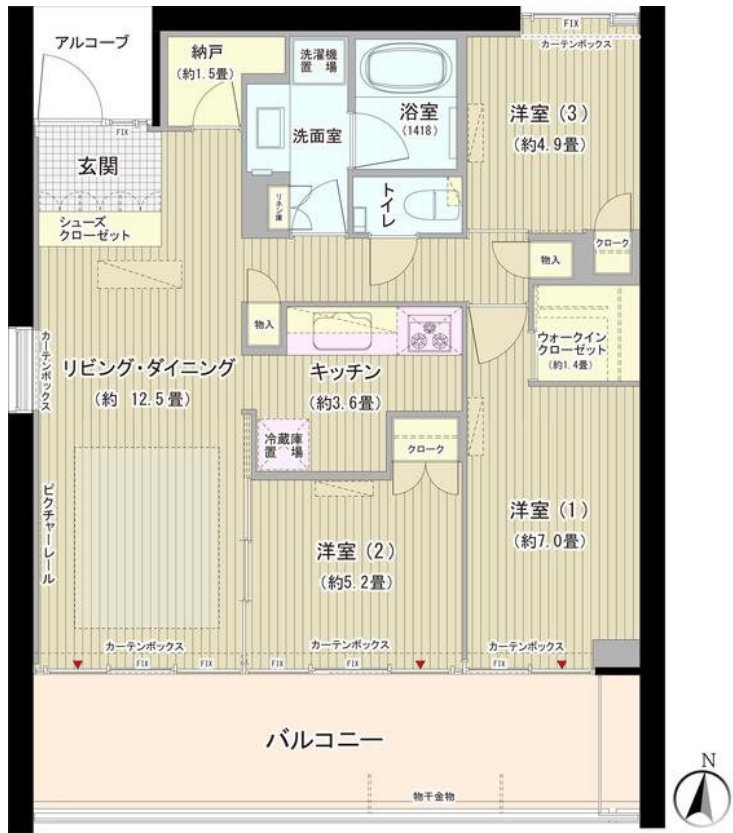 アルコーブ
納戸
(約1.5畳)
洗濯機
置場
浴室
(1418)
FIX
カーテンボックス
洋室 (3)
(約4.9畳)
洗面室
FIX
玄関
トイレ
リネン庫
シューズ
クローゼット
物入
クローク
物入
ウォークイン
クローゼット
(約1.4畳)
カーテンボックス
リビング・ダイニング
(約 12.5畳)
キッチン
(約3.6畳)
冷蔵庫
置場
クローク
ピクチャーレール
洋室 (1)
(約7.0畳)
洋室 (2)
(約5.2畳)
カーテンボックス
カーテンボックス
カーテンボックス
FIX
FIX
FIX
FIX
FIX
バルコニー
物干金物
N